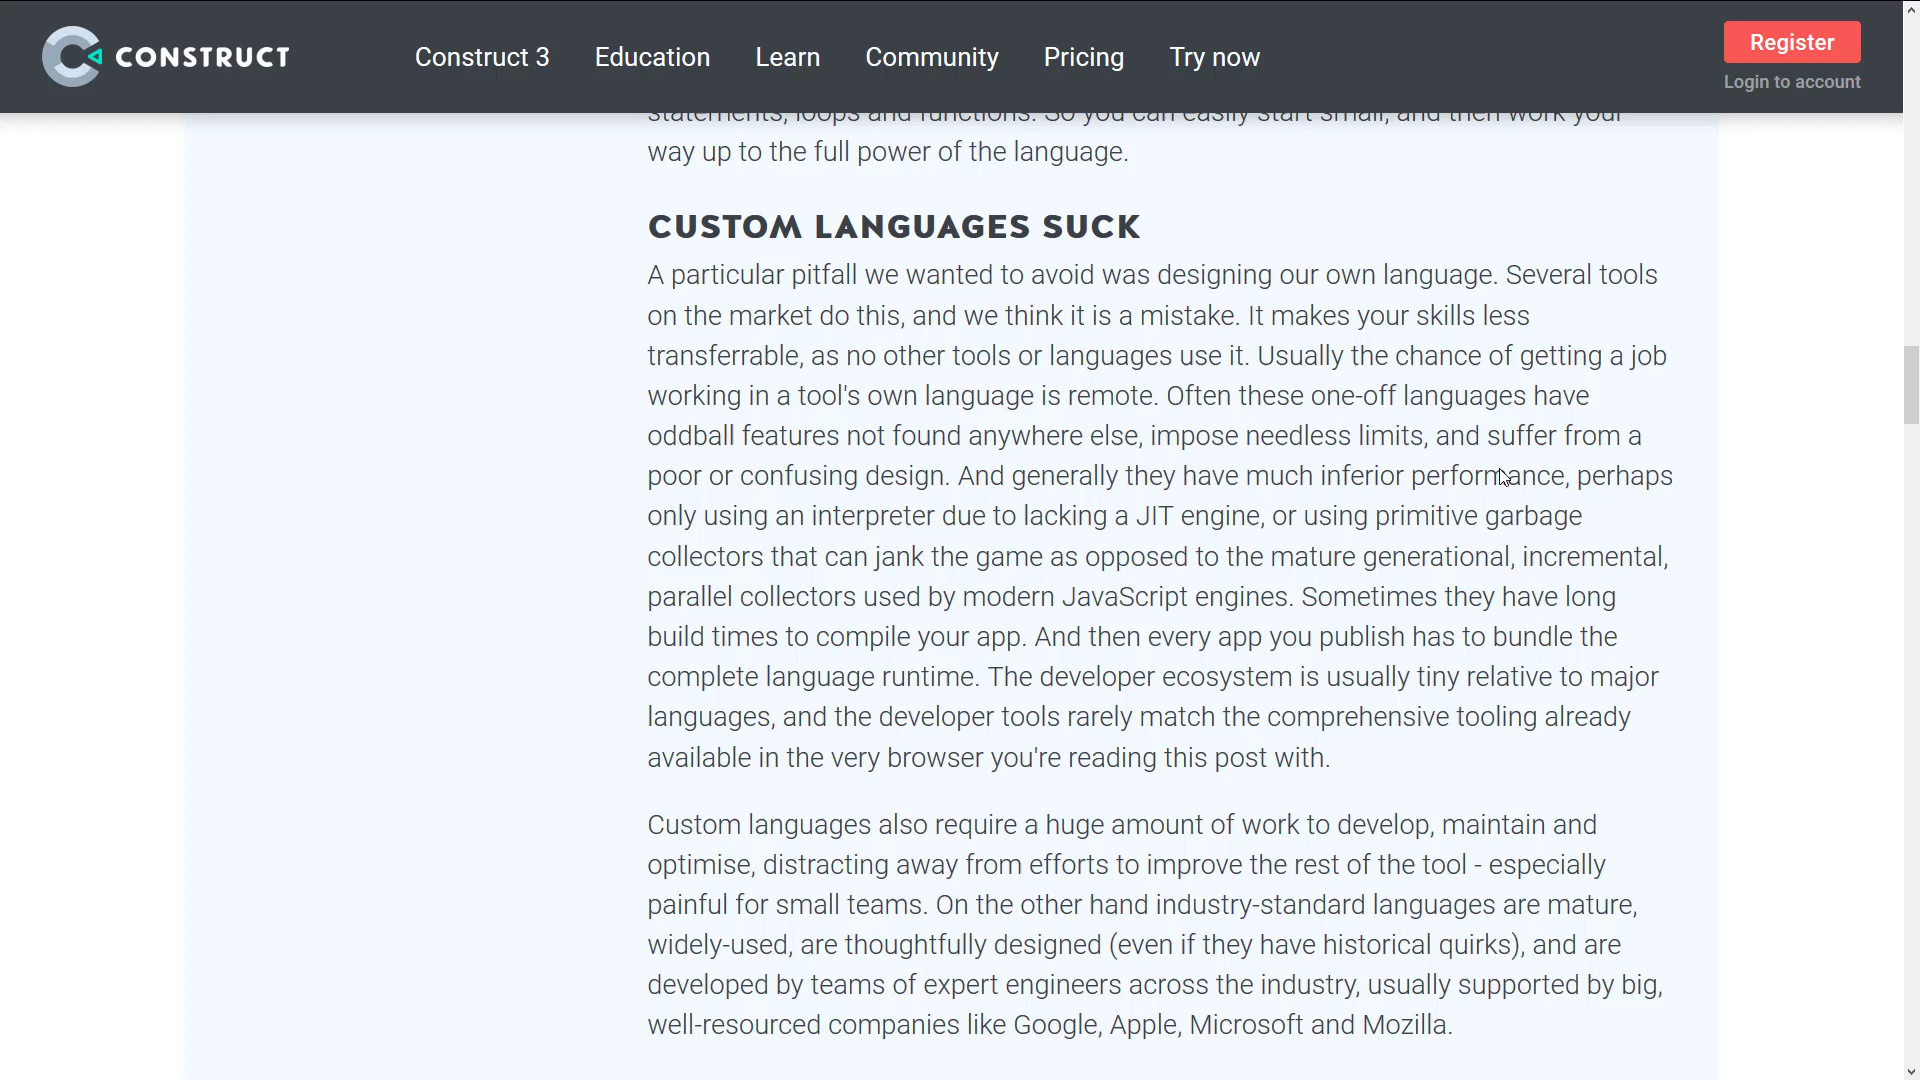 CONSTRUCT
Construct 3
Education
Learn
Community
Pricing
Try now
Register
Login to account
statements, loops and functions. So you can easily start small, and then work your
way up to the full power of the language.
CUSTOM LANGUAGES SUCK
A particular pitfall we wanted to avoid was designing our own language. Several tools
on the market do this, and we think it is a mistake. It makes your skills less
transferrable, as no other tools or languages use it. Usually the chance of getting a job
working in a tool's own language is remote. Often these one-off languages have
oddball features not found anywhere else, impose needless limits, and suffer from a
poor or confusing design. And generally they have much inferior performance, perhaps
only using an interpreter due to lacking a JIT engine, or using primitive garbage
collectors that can jank the game as opposed to the mature generational, incremental,
parallel collectors used by modern JavaScript engines. Sometimes they have long
build times to compile your app. And then every app you publish has to bundle the
complete language runtime. The developer ecosystem is usually tiny relative to major
languages, and the developer tools rarely match the comprehensive tooling already
available in the very browser you're reading this post with.
Custom languages also require a huge amount of work to develop, maintain and
optimise, distracting away from efforts to improve the rest of the tool - especially
painful for small teams. On the other hand industry-standard languages are mature,
widely-used, are thoughtfully designed (even if they have historical quirks), and are
developed by teams of expert engineers across the industry, usually supported by big,
well-resourced companies like Google, Apple, Microsoft and Mozilla.